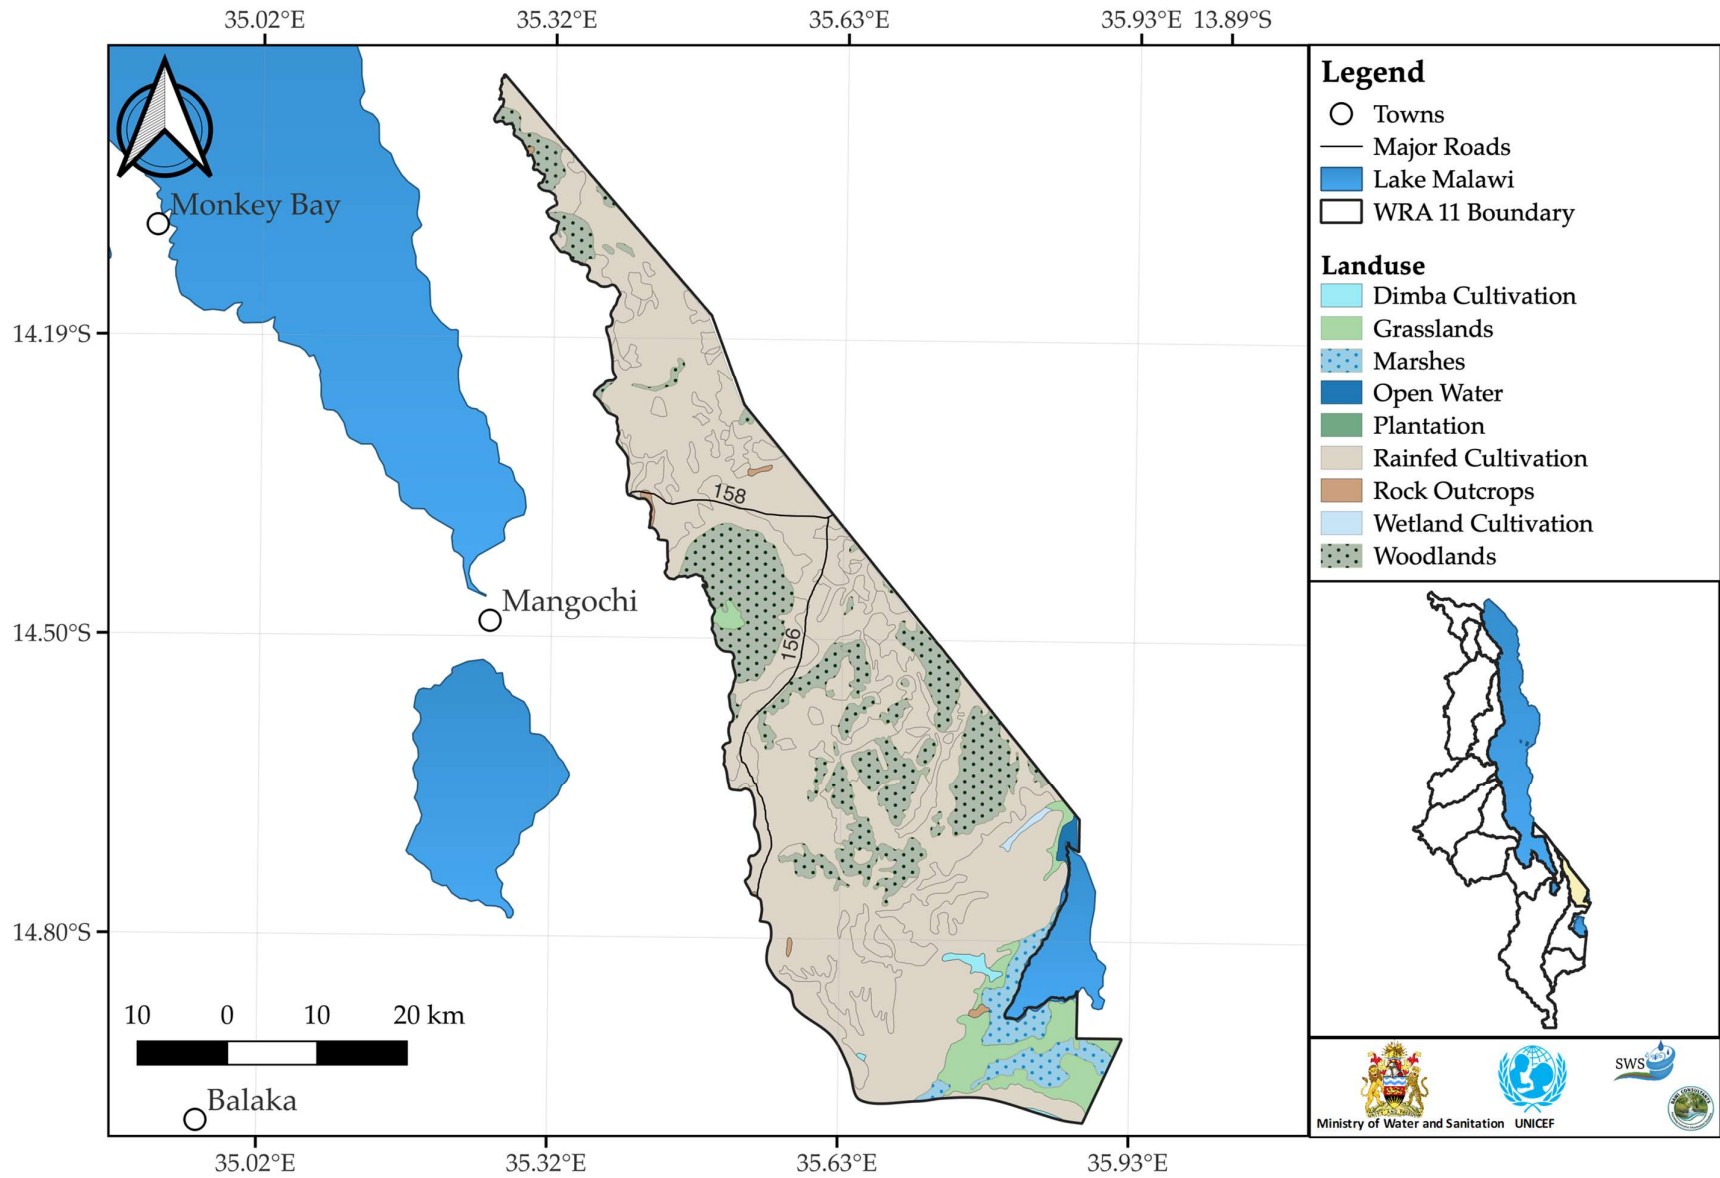 35.02°E
35.32°E
35.63°E
35.93°E
13.89°S
Monkey Bay
14.19°S
158
Mangochi
14.50°S
156
14.80°S
10 0 10 20 km
Balaka
35.02°E
35.32°E
35.63°E
35.93°E
Legend
Towns
Major Roads
Lake Malawi
WRA 11 Boundary
Landuse
Dimba Cultivation
Grasslands
Marshes
Open Water
Plantation
Rainfed Cultivation
Rock Outcrops
Wetland Cultivation
Woodlands
SWS
Ministry of Water and Sanitation
UNICEF